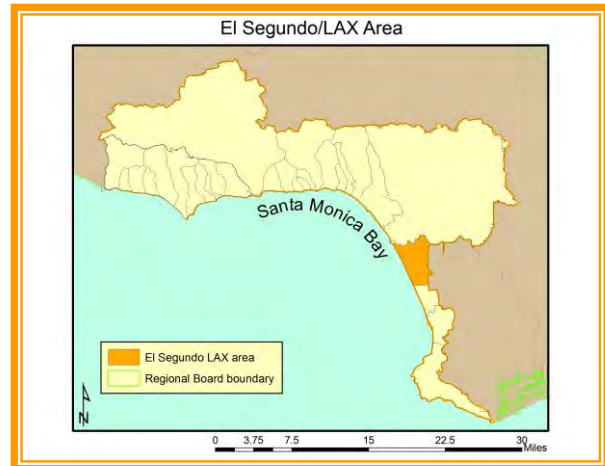 El Segundo/LAX Area
Santa Monica Bay
El Segundo LAX area
Regional Board boundary
N
0 3.75 7.5 15 22.5 30
Miles